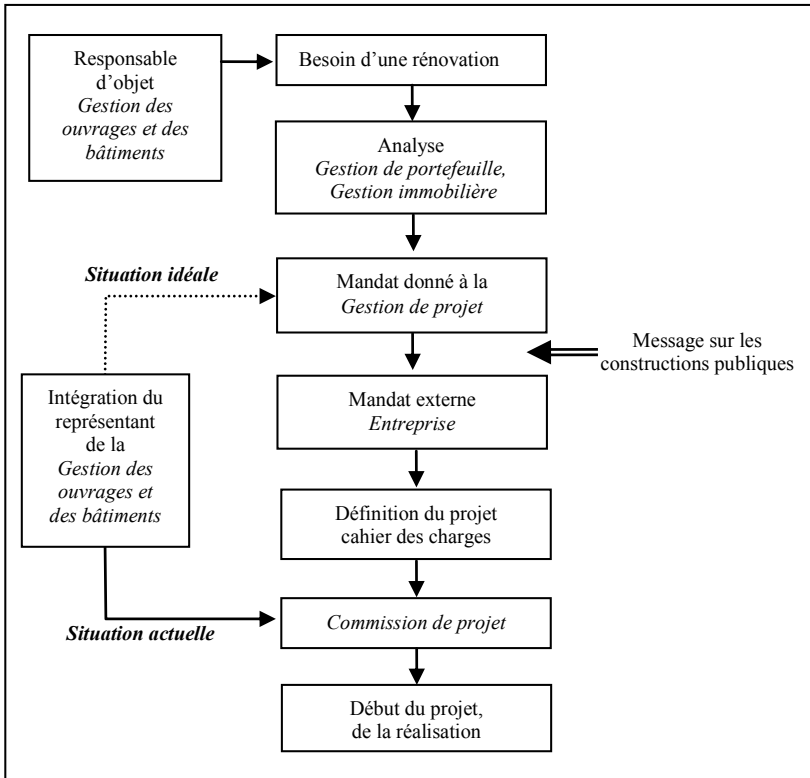 Responsable
d’objet
Gestion des
ouvrages et des
bâtiments
Besoin d’une rénovation
Analyse
Gestion de portefeuille,
Gestion immobilière
Situation idéale
Mandat donné à la
Gestion de projet
Message sur les
constructions publiques
Intégration du
représentant
de la
Gestion des
ouvrages et
des bâtiments
Mandat externe
Entreprise
Définition du projet
cahier des charges
Situation actuelle
Commission de projet
Début du projet,
de la réalisation